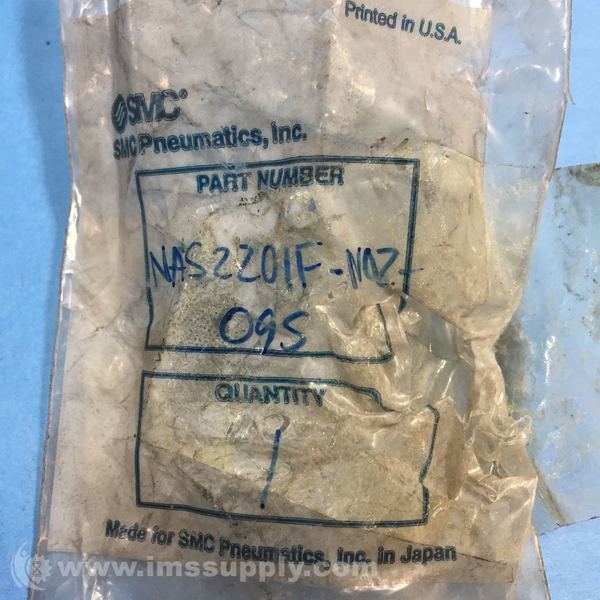 Printed in U.S.A.
SMC®
SMC Pneumatics, Inc.
PART NUMBER
NAS2201F-N02-
09S
QUANTITY
1
Made for SMC Pneumatics, Inc. in Japan
www.imssupply.com